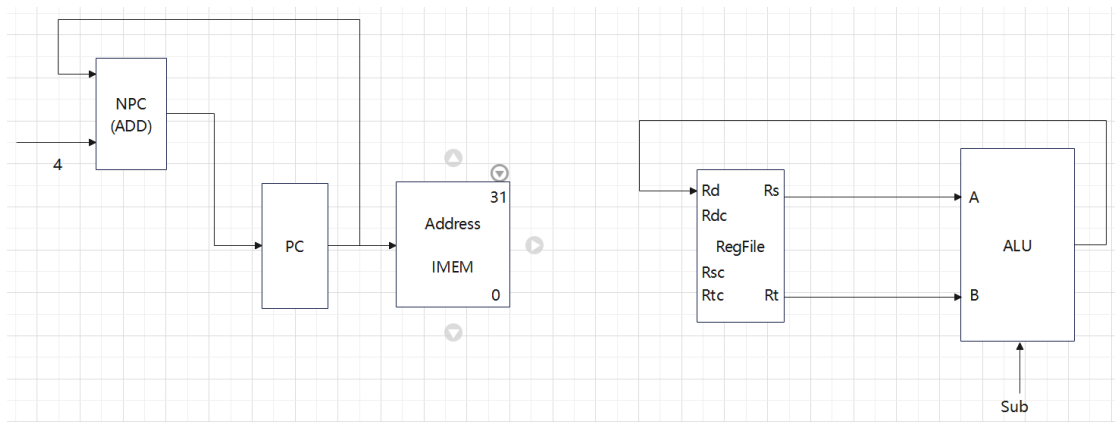 NPC
(ADD)
4
PC
31
Address
IMEM
0
Rd Rs
Rdc
RegFile
Rsc
Rtc Rt
A
ALU
B
Sub